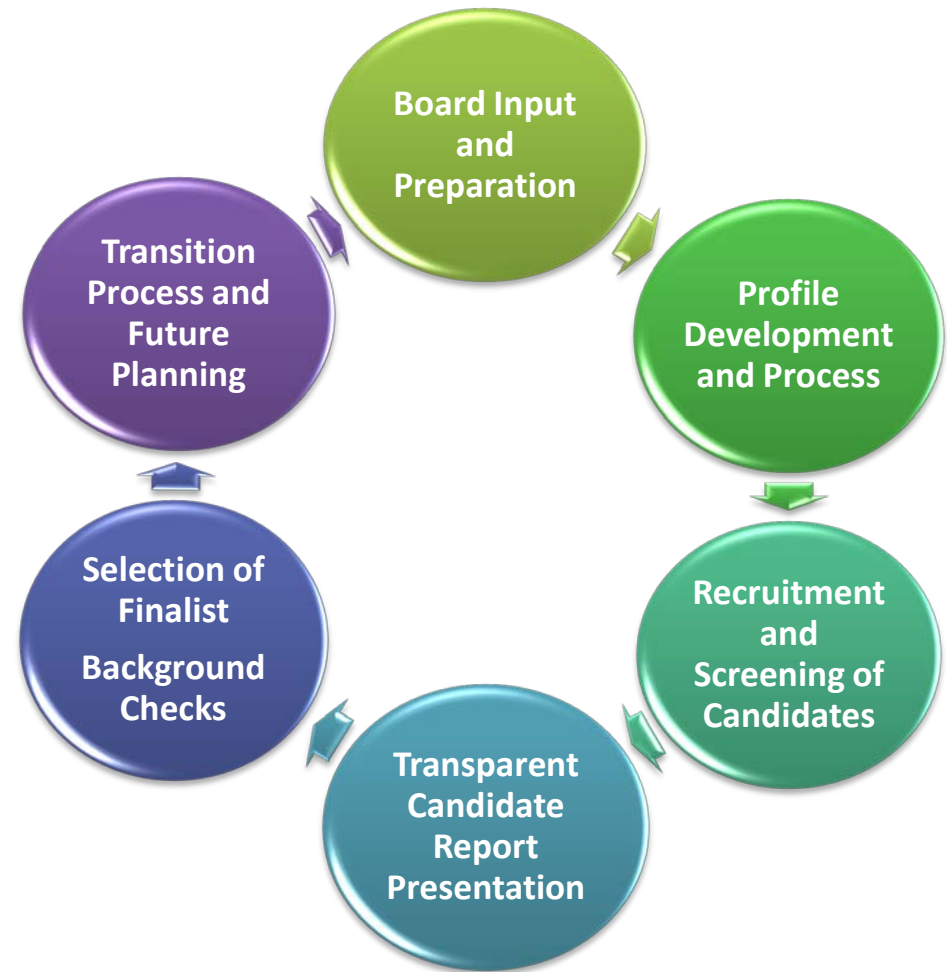 Board Input
and
Preparation
Profile
Development
and Process
Recruitment
and
Screening of
Candidates
Transparent
Candidate
Report
Presentation
Selection of
Finalist
Background
Checks
Transition
Process and
Future
Planning